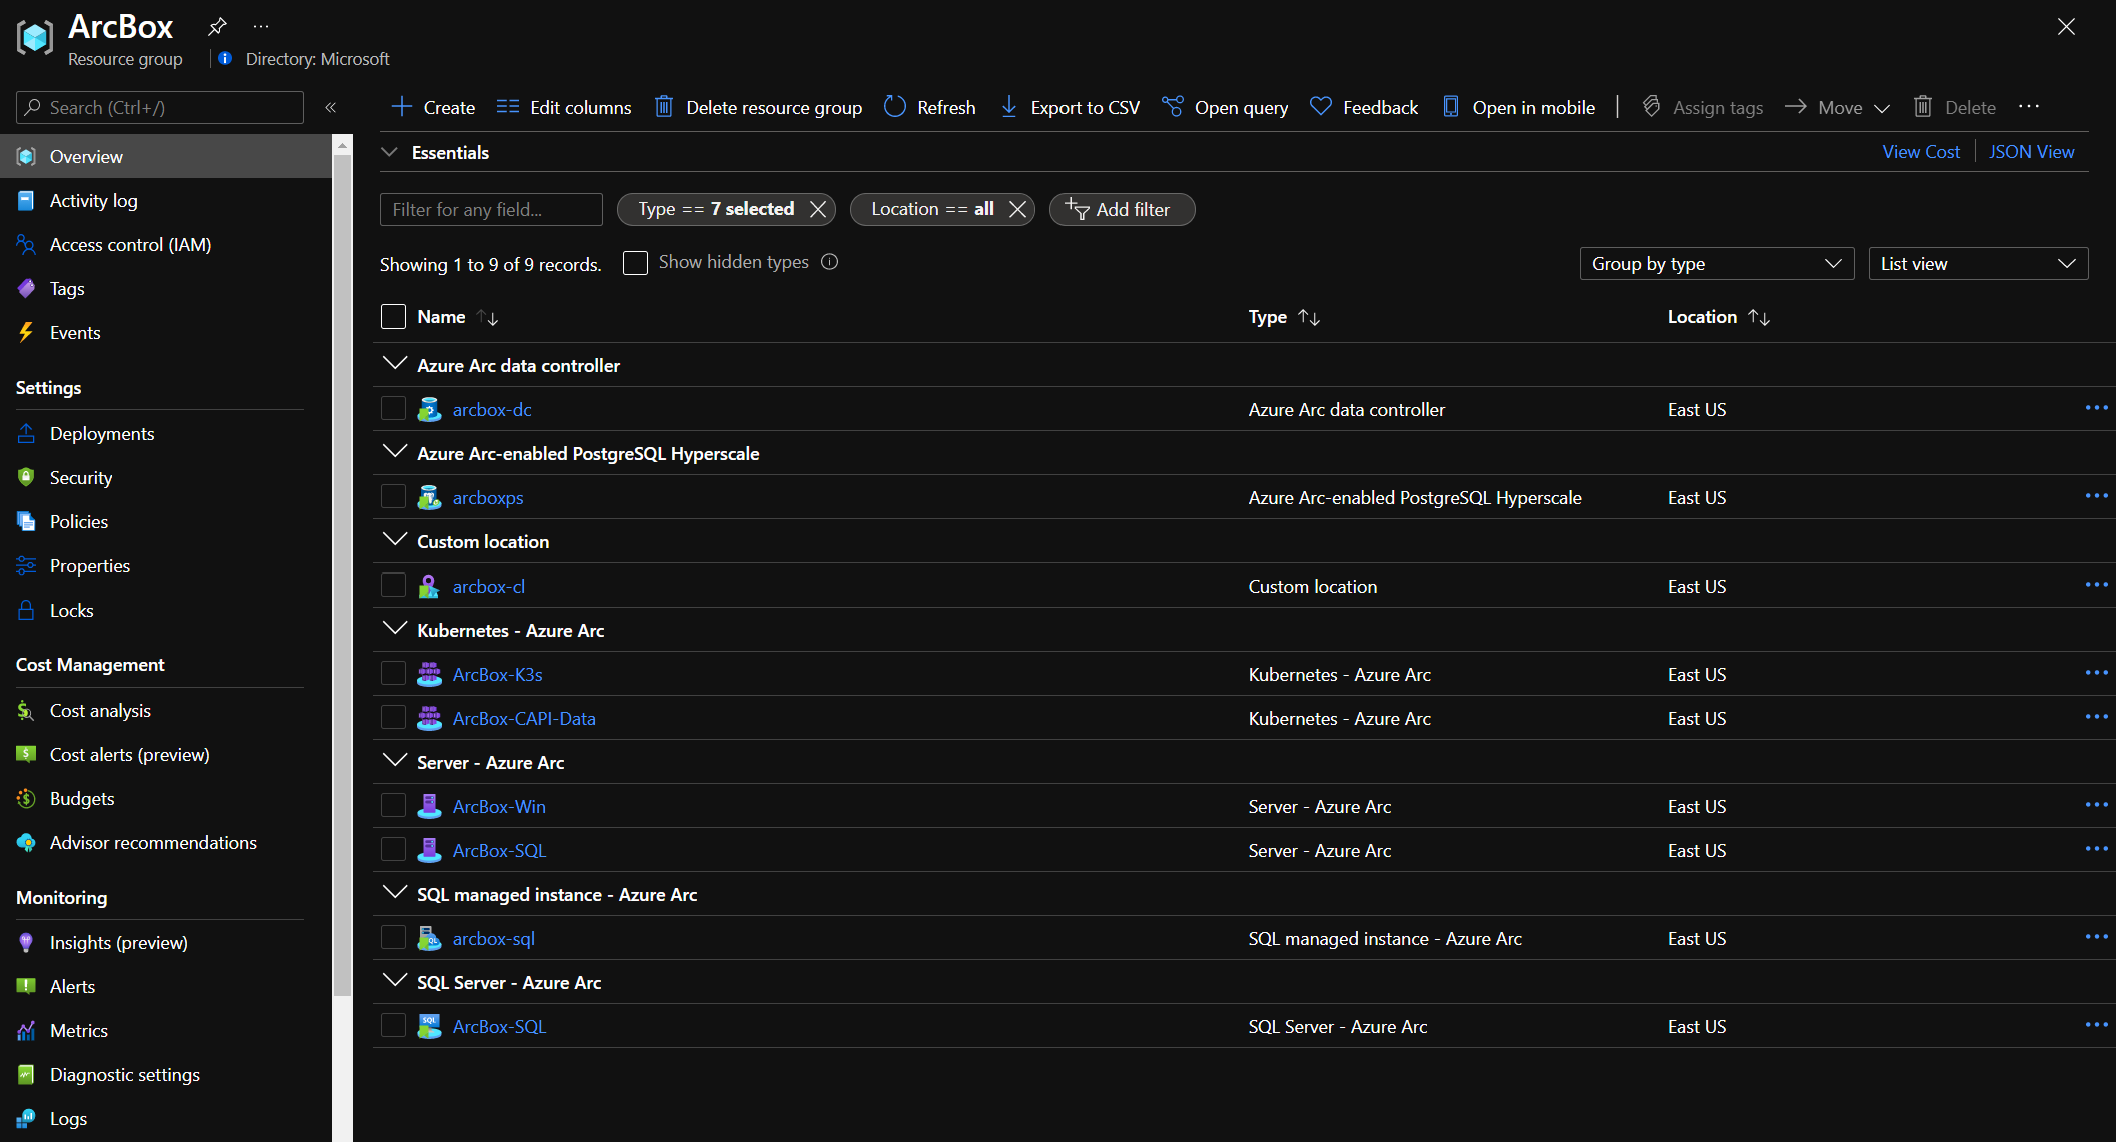 ArcBox
Resource group
Directory: Microsoft
Search (Ctrl+/)
«
Overview
Activity log
Access control (IAM)
Tags
Events
Settings
Deployments
Security
Policies
Properties
Locks
Cost Management
Cost analysis
Cost alerts (preview)
Budgets
Advisor recommendations
Monitoring
Insights (preview)
Alerts
Metrics
Diagnostic settings
Logs
Create Edit columns Delete resource group Refresh Export to CSV Open query Feedback Open in mobile Assign tags Move Delete
Essentials View Cost JSON View
Filter for any field... Type == 7 selected Location == all Add filter
Showing 1 to 9 of 9 records. Show hidden types Group by type List view
Name Type Location
Azure Arc data controller
arcbox-dc Azure Arc data controller East US
Azure Arc-enabled PostgreSQL Hyperscale
arcboxps Azure Arc-enabled PostgreSQL Hyperscale East US
Custom location
arcbox-cl Custom location East US
Kubernetes - Azure Arc
ArcBox-K3s Kubernetes - Azure Arc East US
ArcBox-CAPI-Data Kubernetes - Azure Arc East US
Server - Azure Arc
ArcBox-Win Server - Azure Arc East US
ArcBox-SQL Server - Azure Arc East US
SQL managed instance - Azure Arc
arcbox-sql SQL managed instance - Azure Arc East US
SQL Server - Azure Arc
ArcBox-SQL SQL Server - Azure Arc East US